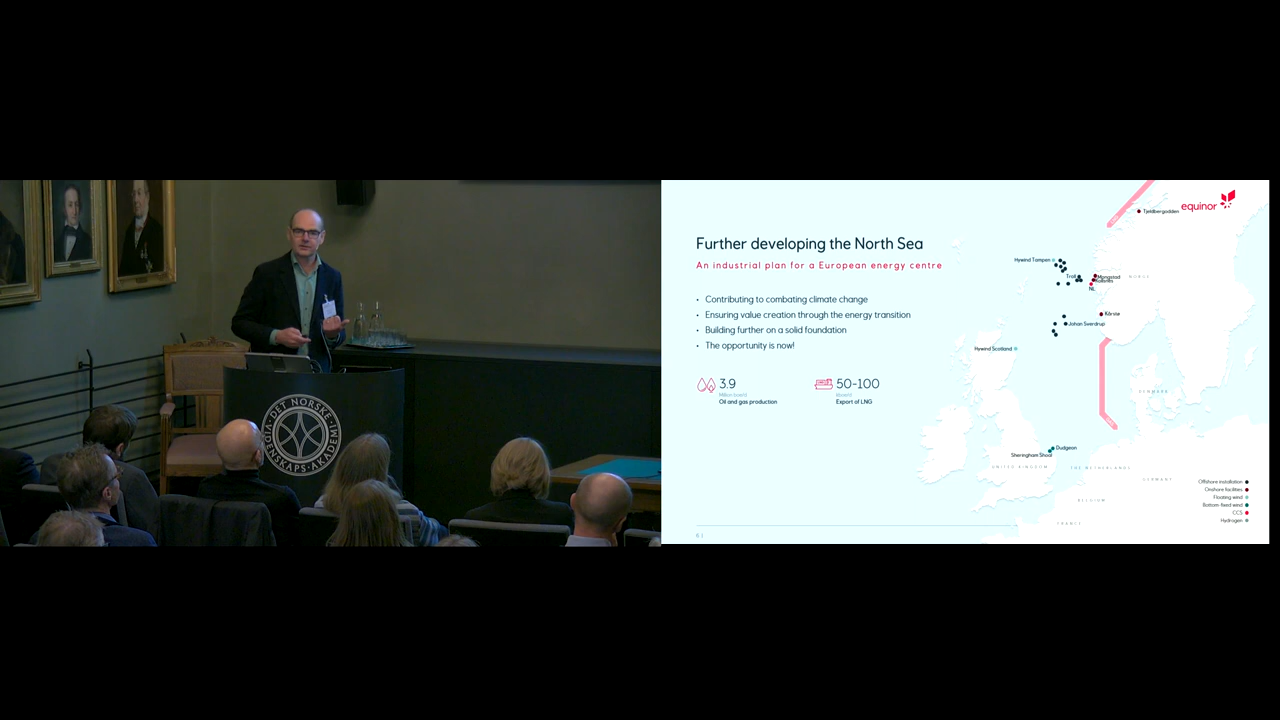 DET NORSKE
VIDENSKAPS-AKADEMI
equinor
Further developing the North Sea
An industrial plan for a European energy centre
• Contributing to combating climate change
• Ensuring value creation through the energy transition
• Building further on a solid foundation
• The opportunity is now!
3.9
Oil and gas production
50-100
Export of LNG
Tjeldbergodden
Hywind Tampen
Troll
Mongstad
Kollsnes
NL
NORGE
Kårstø
Johan Sverdrup
Hywind Scotland
DENMARK
Dudgeon
Sheringham Shoal
UNITED KINGDOM
THE NETHERLANDS
GERMANY
BELGIUM
FRANCE
Offshore installation
Onshore facilities
Floating wind
Bottom-fixed wind
CCS
Hydrogen